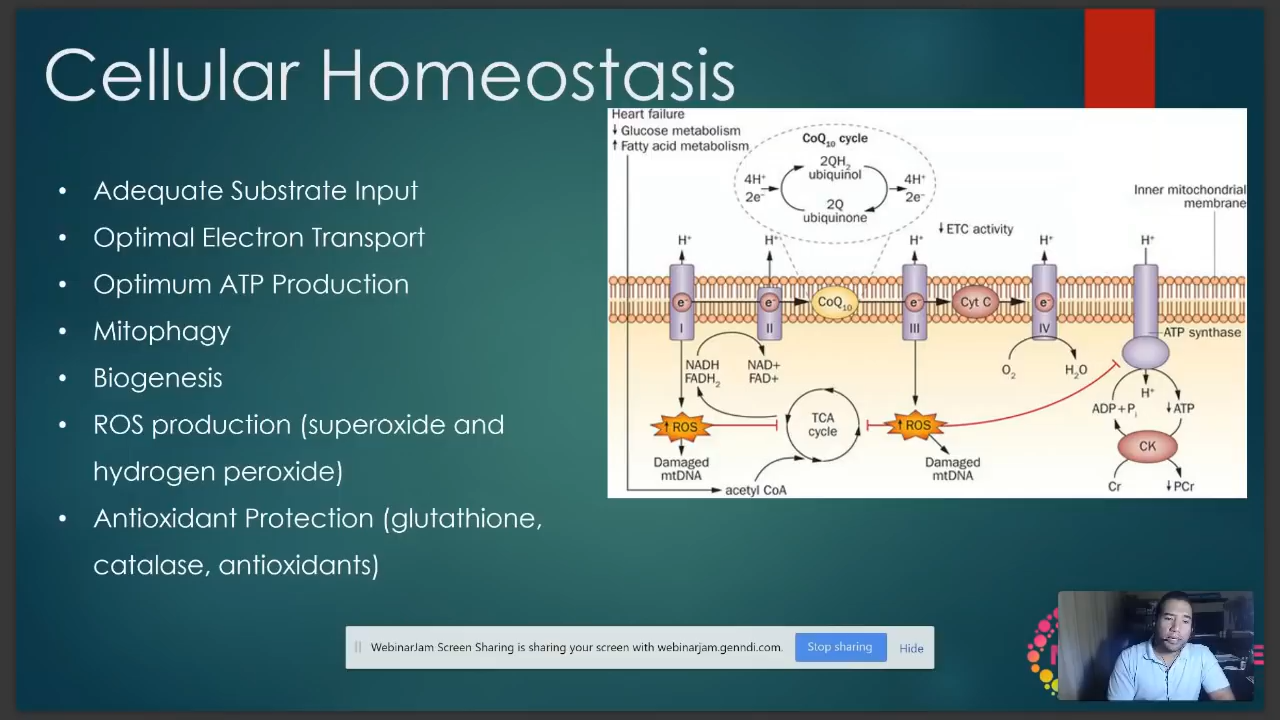 Cellular Homeostasis
• Adequate Substrate Input
• Optimal Electron Transport
• Optimum ATP Production
• Mitophagy
• Biogenesis
• ROS production (superoxide and
hydrogen peroxide)
• Antioxidant Protection (glutathione,
catalase, antioxidants)
Heart failure
↓ Glucose metabolism
↑ Fatty acid metabolism
CoQ₁₀ cycle
2QH₂
ubiquinol
4H⁺
2e⁻
4H⁺
2e⁻
2Q
ubiquinone
Inner mitochondrial
membrane
↓ ETC activity
H⁺ H⁺ H⁺ H⁺ H⁺
e⁻ e⁻ CoQ₁₀ e⁻ Cyt C e⁻
I II III IV
ATP synthase
NADH
FADH₂
NAD+
FAD+
O₂ H₂O
H⁺
ADP+Pᵢ ↓ATP
TCA
cycle
↑ ROS
↑ ROS
CK
Damaged
mtDNA
Damaged
mtDNA
acetyl CoA
Cr ↓PCr
WebinarJam Screen Sharing is sharing your screen with webinarjam.genndi.com. Stop sharing Hide